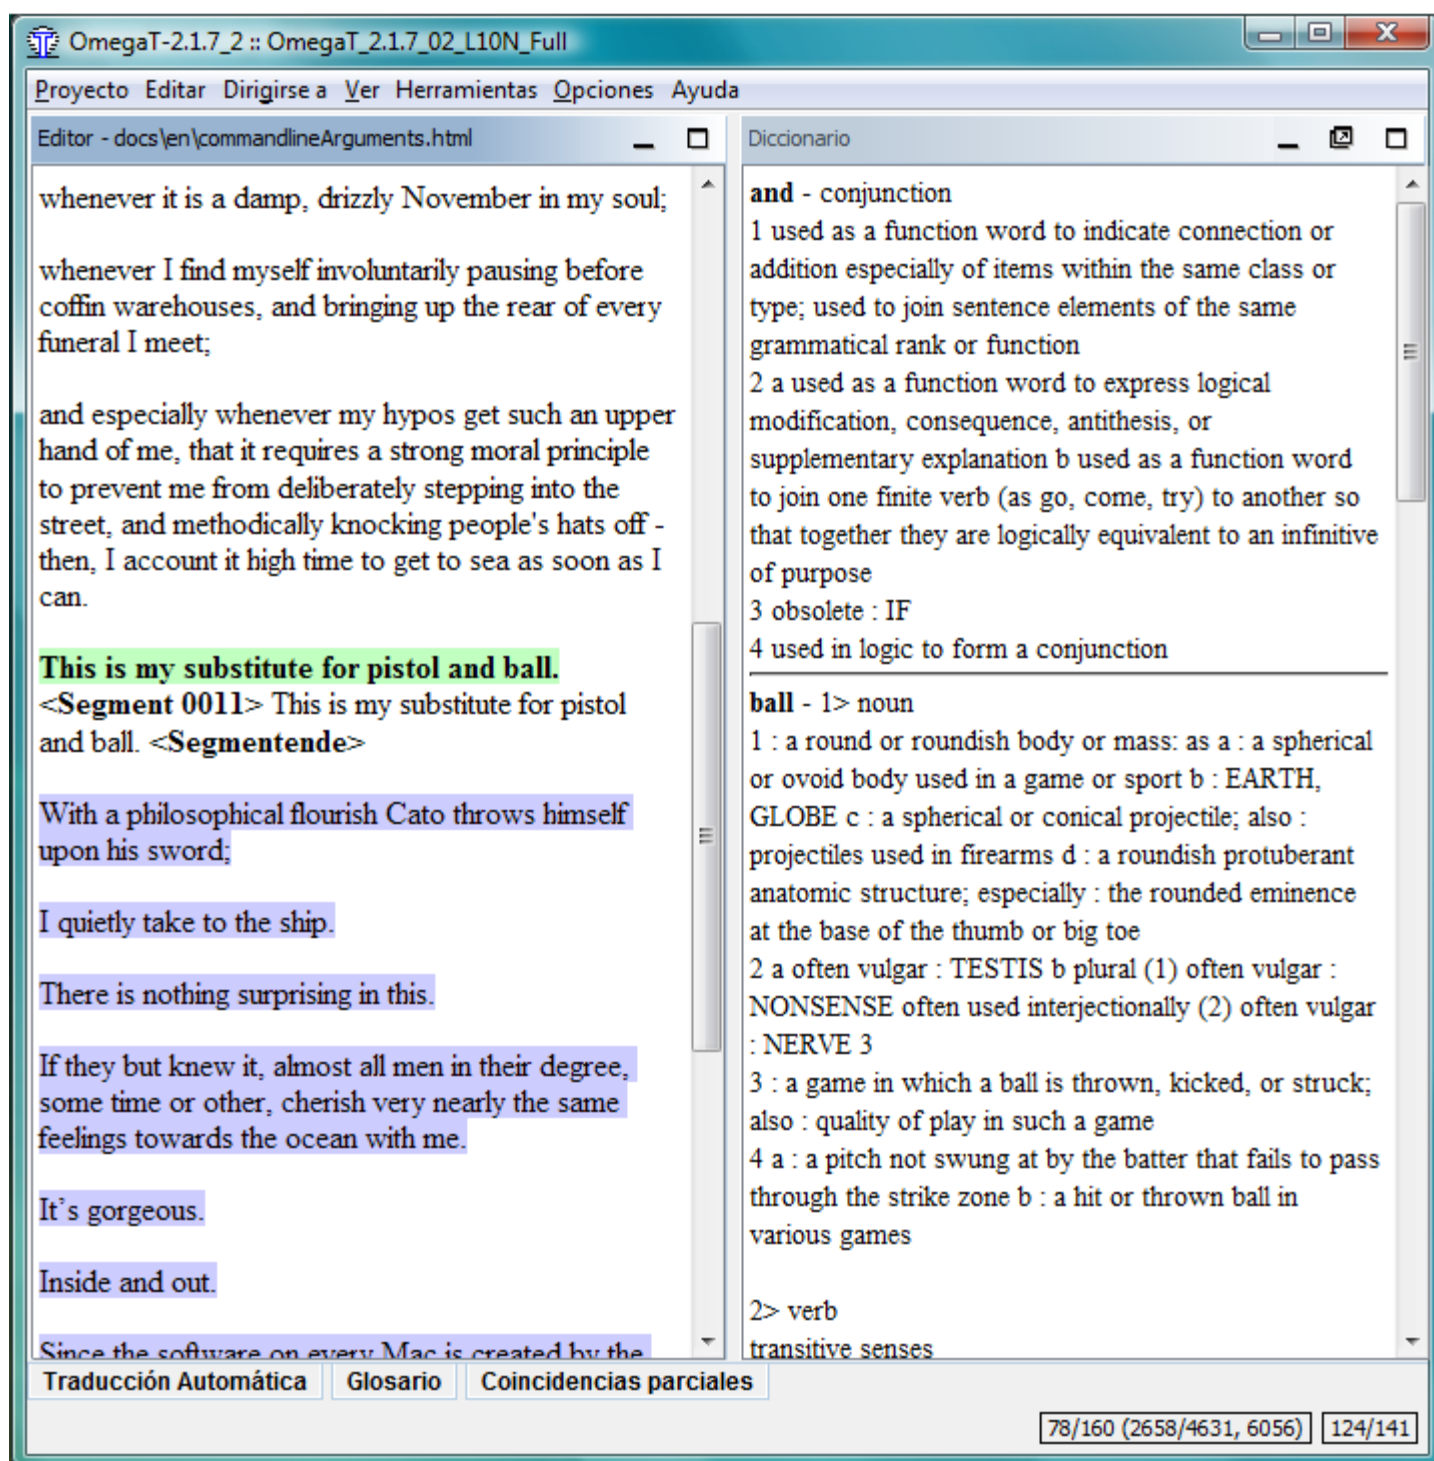 OmegaT-2.1.7_2 :: OmegaT_2.1.7_02_L10N_Full
Proyecto Editar Dirigirse a Ver Herramientas Opciones Ayuda
Editor - docs\en\commandlineArguments.html
whenever it is a damp, drizzly November in my soul;
whenever I find myself involuntarily pausing before
coffin warehouses, and bringing up the rear of every
funeral I meet;
and especially whenever my hypos get such an upper
hand of me, that it requires a strong moral principle
to prevent me from deliberately stepping into the
street, and methodically knocking people's hats off -
then, I account it high time to get to sea as soon as I
can.
This is my substitute for pistol and ball.
<Segment 0011> This is my substitute for pistol
and ball. <Segmentende>
With a philosophical flourish Cato throws himself
upon his sword;
I quietly take to the ship.
There is nothing surprising in this.
If they but knew it, almost all men in their degree,
some time or other, cherish very nearly the same
feelings towards the ocean with me.
It's gorgeous.
Inside and out.
Since the software on every Mac is created by the
Diccionario
and - conjunction
1 used as a function word to indicate connection or
addition especially of items within the same class or
type; used to join sentence elements of the same
grammatical rank or function
2 a used as a function word to express logical
modification, consequence, antithesis, or
supplementary explanation b used as a function word
to join one finite verb (as go, come, try) to another so
that together they are logically equivalent to an infinitive
of purpose
3 obsolete : IF
4 used in logic to form a conjunction
ball - 1> noun
1 : a round or roundish body or mass: as a : a spherical
or ovoid body used in a game or sport b : EARTH,
GLOBE c : a spherical or conical projectile; also :
projectiles used in firearms d : a roundish protuberant
anatomic structure; especially : the rounded eminence
at the base of the thumb or big toe
2 a often vulgar : TESTIS b plural (1) often vulgar :
NONSENSE often used interjectionally (2) often vulgar
: NERVE 3
3 : a game in which a ball is thrown, kicked, or struck;
also : quality of play in such a game
4 a : a pitch not swung at by the batter that fails to pass
through the strike zone b : a hit or thrown ball in
various games
2> verb
transitive senses
Traducción Automática Glosario Coincidencias parciales
78/160 (2658/4631, 6056) 124/141